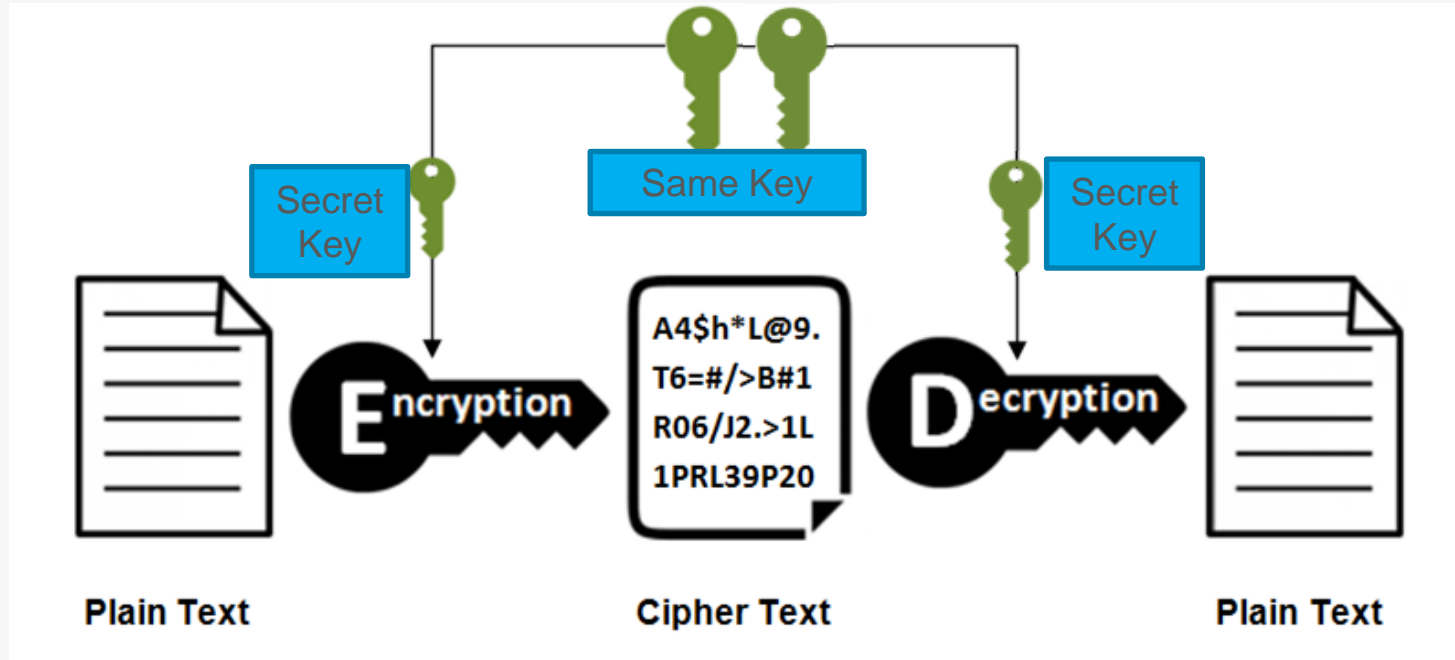 Same Key
Secret
Key
Secret
Key
Encryption
A4$h*L@9.
T6=#/>B#1
R06/J2.>1L
1PRL39P20
Decryption
Plain Text
Cipher Text
Plain Text